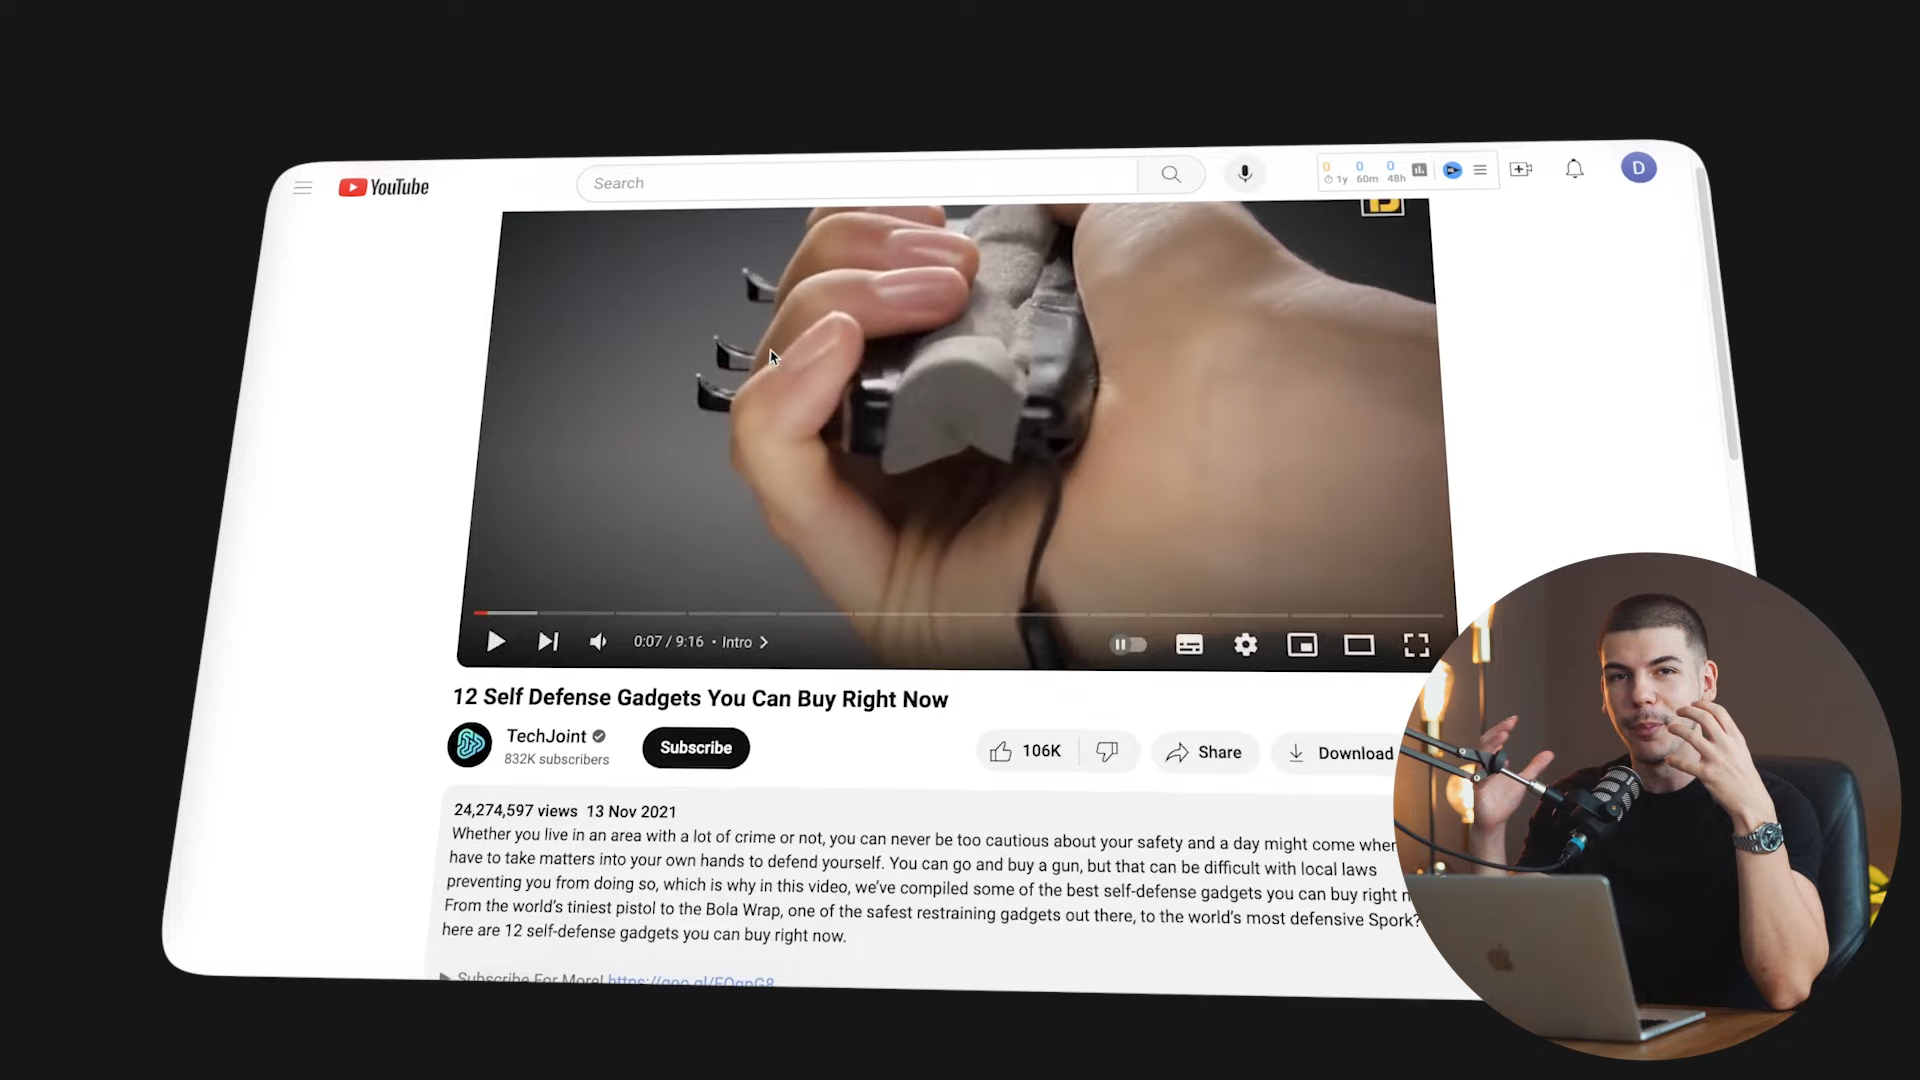 YouTube
Search
0 0 0
1y 60m 48h
D
0:07 / 9:16 • Intro
12 Self Defense Gadgets You Can Buy Right Now
TechJoint
832K subscribers
Subscribe
106K
Share
Download
24,274,597 views 13 Nov 2021
Whether you live in an area with a lot of crime or not, you can never be too cautious about your safety and a day might come when
have to take matters into your own hands to defend yourself. You can go and buy a gun, but that can be difficult with local laws
preventing you from doing so, which is why in this video, we've compiled some of the best self-defense gadgets you can buy right
From the world's tiniest pistol to the Bola Wrap, one of the safest restraining gadgets out there, to the world's most defensive Spork?
here are 12 self-defense gadgets you can buy right now.
Subscribe For More!